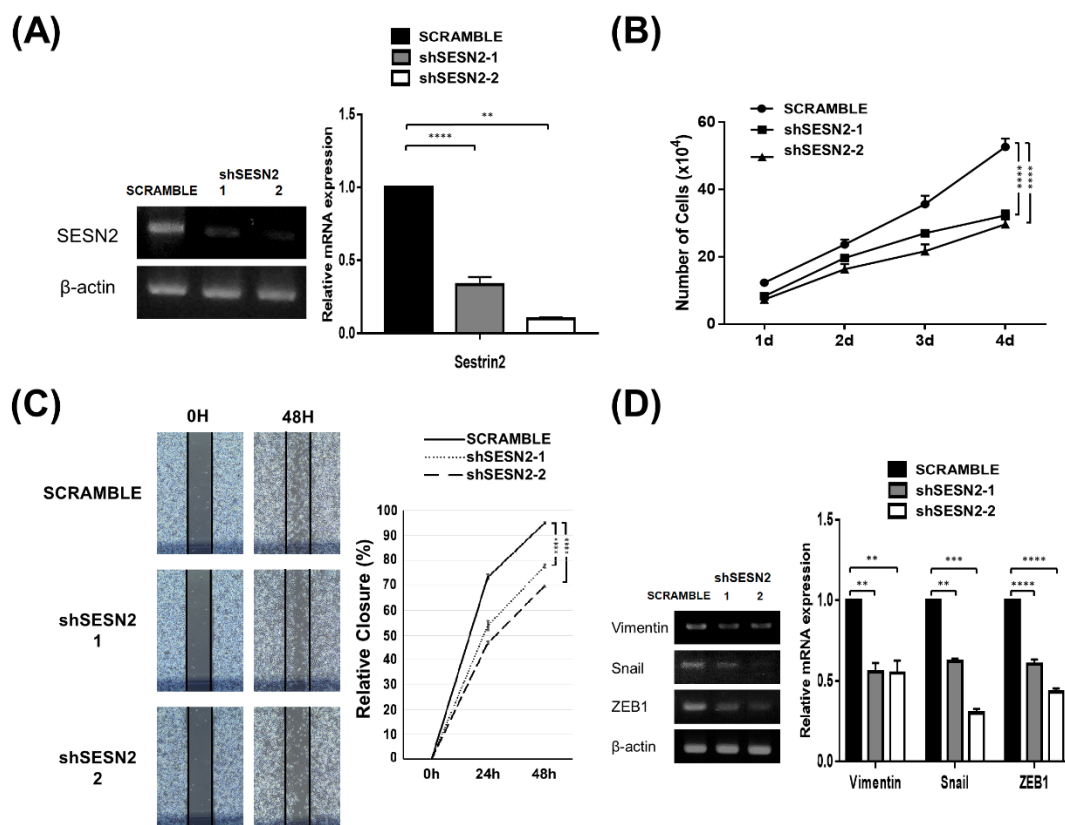 (A)
SCRAMBLE
shSESN2-1
shSESN2-2
shSESN2
SCRAMBLE 1 2
SESN2
β-actin
Relative mRNA expression
1.5
1.0
0.5
0.0
**
****
Sestrin2
(B)
SCRAMBLE
shSESN2-1
shSESN2-2
Number of Cells (x10⁴)
60
40
20
0
1d 2d 3d 4d
****
****
(C)
0H 48H
SCRAMBLE
shSESN2
1
shSESN2
2
SCRAMBLE
shSESN2-1
shSESN2-2
Relative Closure (%)
100
90
80
70
60
50
40
30
20
10
0
0h 24h 48h
****
****
(D)
SCRAMBLE
shSESN2-1
shSESN2-2
shSESN2
SCRAMBLE 1 2
Vimentin
Snail
ZEB1
β-actin
Relative mRNA expression
1.5
1.0
0.5
0.0
** *** ****
** ** ****
Vimentin Snail ZEB1